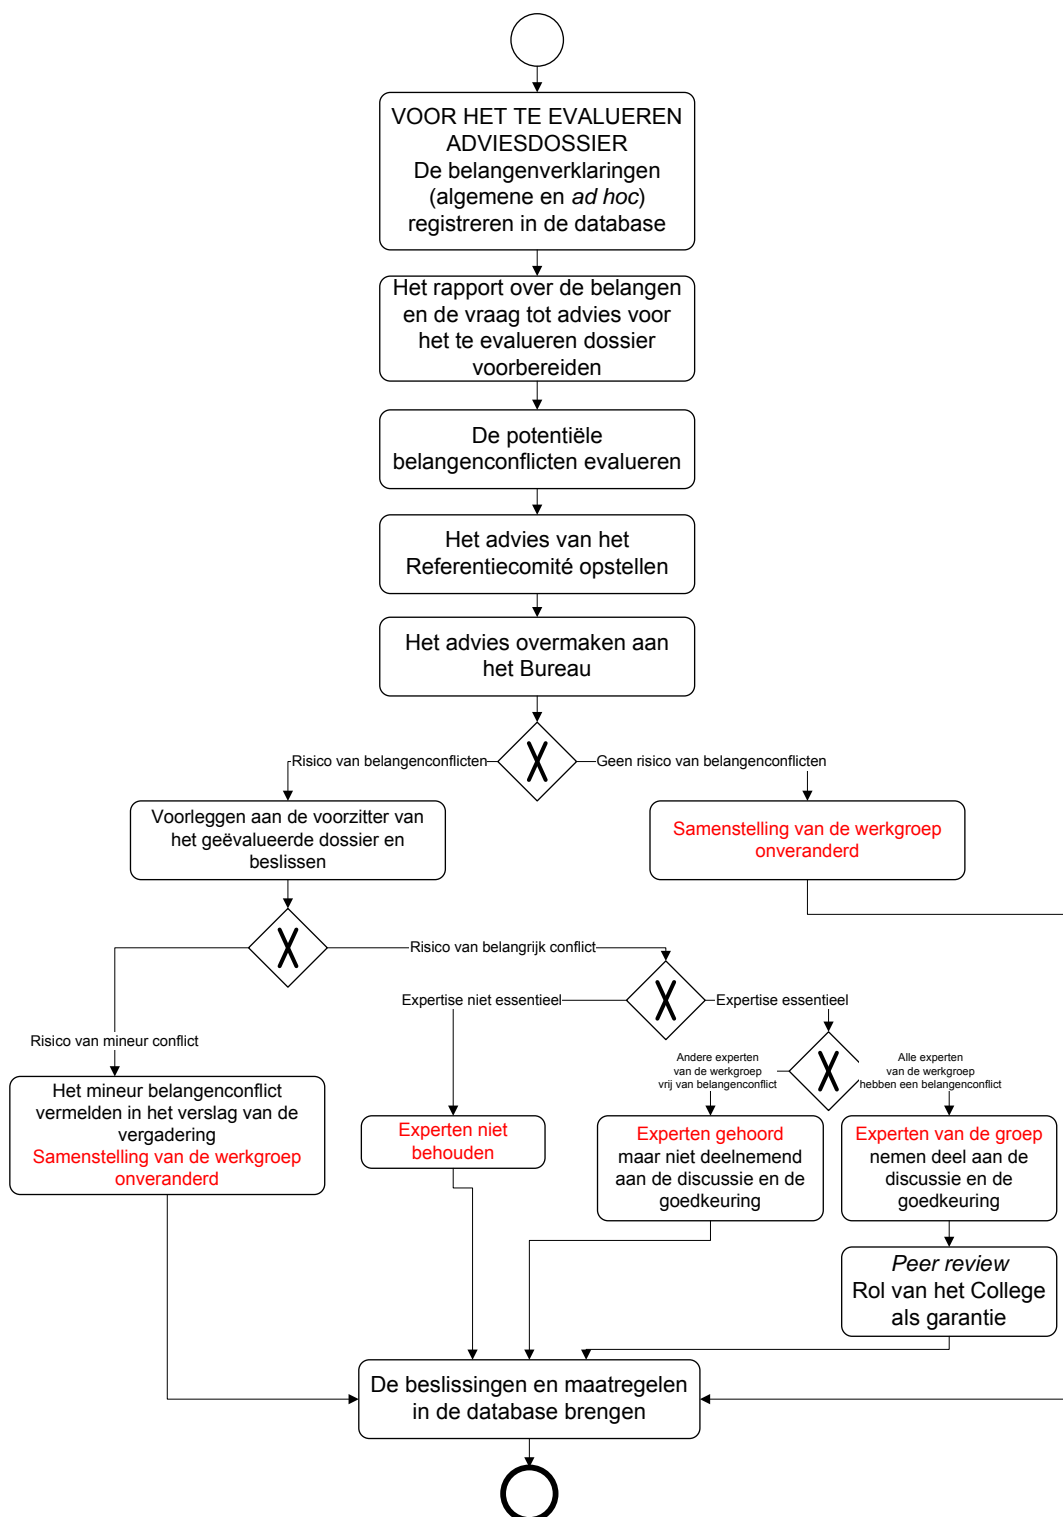 VOOR HET TE EVALUEREN
ADVIESDOSSIER
De belangenverklaringen
(algemene en ad hoc)
registreren in de database
Het rapport over de belangen
en de vraag tot advies voor
het te evalueren dossier
voorbereiden
De potentiële
belangenconflicten evalueren
Het advies van het
Referentiecomité opstellen
Het advies overmaken aan
het Bureau
Risico van belangenconflicten
Geen risico van belangenconflicten
Voorleggen aan de voorzitter van
het geëvalueerde dossier en
beslissen
Samenstelling van de werkgroep
onveranderd
Risico van belangrijk conflict
Expertise niet essentieel
Expertise essentieel
Risico van mineur conflict
Andere experten
van de werkgroep
vrij van belangenconflict
Alle experten
van de werkgroep
hebben een belangenconflict
Het mineur belangenconflict
vermelden in het verslag van de
vergadering
Samenstelling van de werkgroep
onveranderd
Experten niet
behouden
Experten gehoord
maar niet deelnemend
aan de discussie en de
goedkeuring
Experten van de groep
nemen deel aan de
discussie en de
goedkeuring
Peer review
Rol van het College
als garantie
De beslissingen en maatregelen
in de database brengen